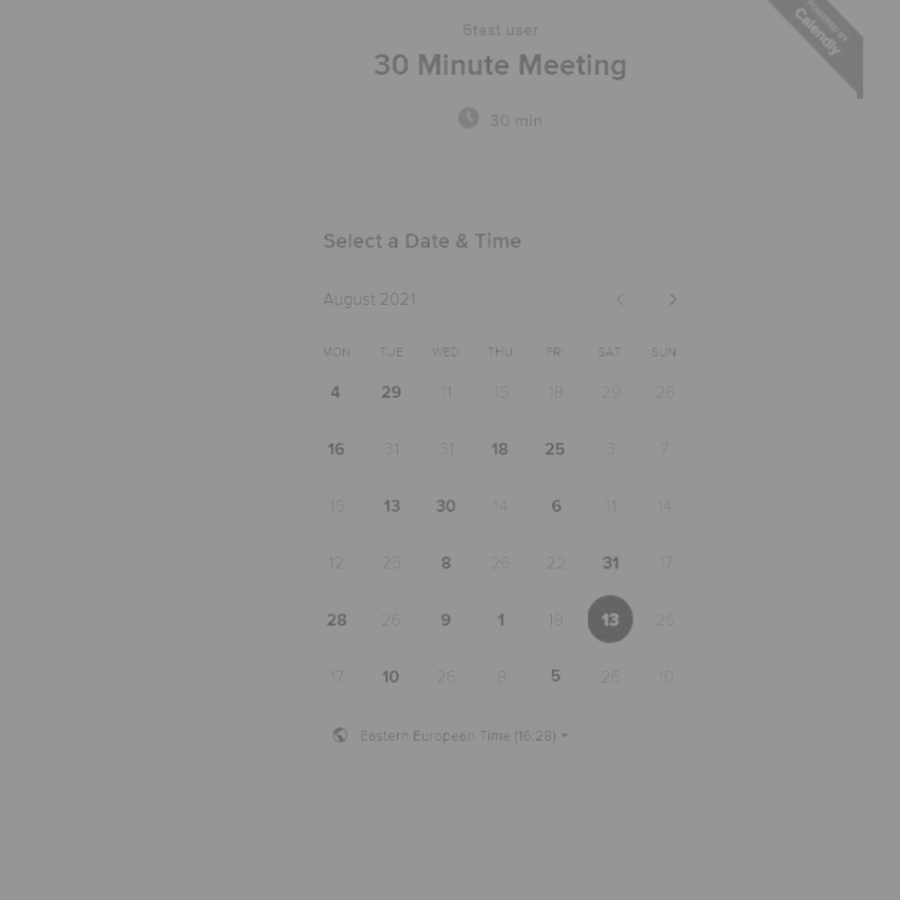 POWERED BY
Calendly
6test user
30 Minute Meeting
30 min
Select a Date & Time
August 2021
MON TUE WED THU FRI SAT SUN
4 29 11 15 18 29 26
16 31 31 18 25 3 7
16 13 30 14 6 11 14
12 25 8 26 22 31 17
28 26 9 1 19 13 26
17 10 26 8 5 26 10
Eastern European Time (16:28)